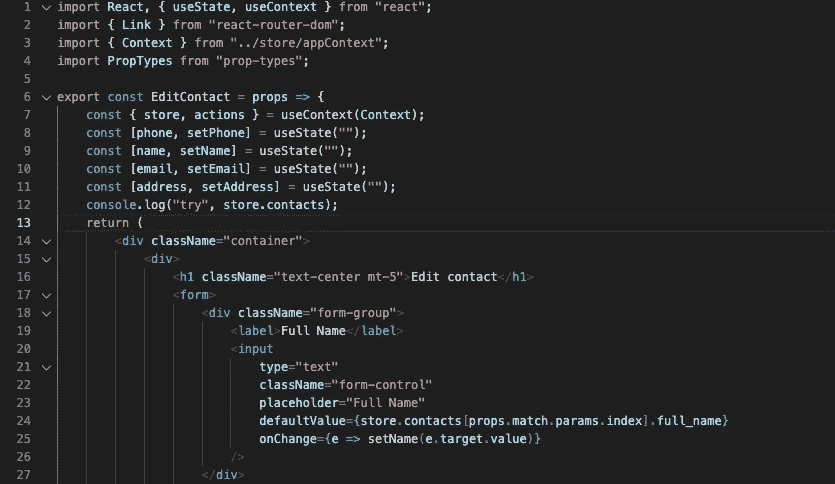 1 import React, { useState, useContext } from "react";
2 import { Link } from "react-router-dom";
3 import { Context } from "../store/appContext";
4 import PropTypes from "prop-types";
5
6 export const EditContact = props => {
7 const { store, actions } = useContext(Context);
8 const [phone, setPhone] = useState("");
9 const [name, setName] = useState("");
10 const [email, setEmail] = useState("");
11 const [address, setAddress] = useState("");
12 console.log("try", store.contacts);
13 return (
14 <div className="container">
15 <div>
16 <h1 className="text-center mt-5">Edit contact</h1>
17 <form>
18 <div className="form-group">
19 <label>Full Name</label>
20 <input
21 type="text"
22 className="form-control"
23 placeholder="Full Name"
24 defaultValue={store.contacts[props.match.params.index].full_name}
25 onChange={e => setName(e.target.value)}
26 />
27 </div>